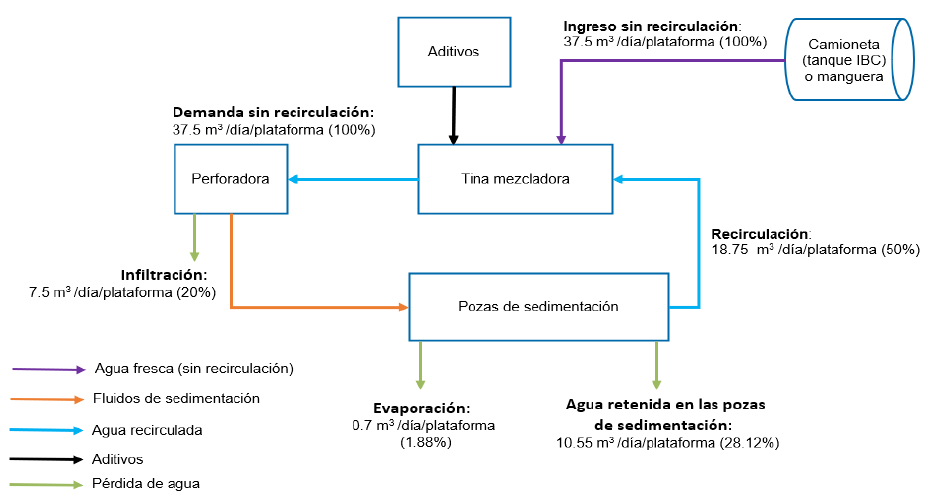 Ingreso sin recirculación:
37.5 m³ /día/plataforma (100%)
Aditivos
Camioneta
(tanque IBC)
o manguera
Demanda sin recirculación:
37.5 m³ /día/plataforma (100%)
Perforadora
Tina mezcladora
Recirculación:
18.75 m³ /día/plataforma (50%)
Infiltración:
7.5 m³ /día/plataforma (20%)
Pozas de sedimentación
Agua fresca (sin recirculación)
Fluidos de sedimentación
Agua recirculada
Aditivos
Pérdida de agua
Evaporación:
0.7 m³ /día/plataforma
(1.88%)
Agua retenida en las pozas
de sedimentación:
10.55 m³ /día/plataforma (28.12%)